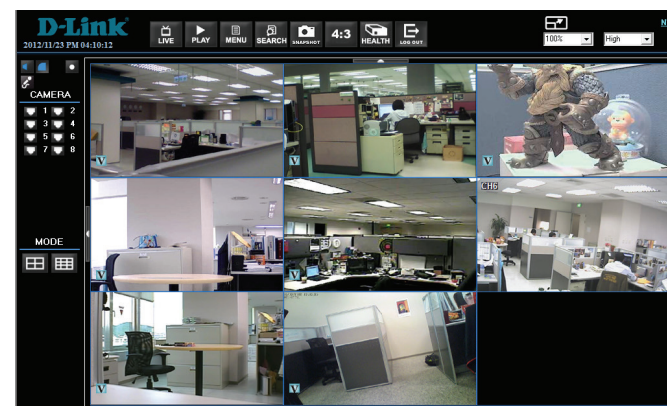 D-Link
2012/11/23 PM 04:10:12
LIVE
PLAY
MENU
SEARCH
SNAPSHOT
4:3
HEALTH
LOG OUT
100%
High
N
CAMERA
1 2
3 4
5 6
7 8
MODE
CH6
V
V
V
V
V
V
V